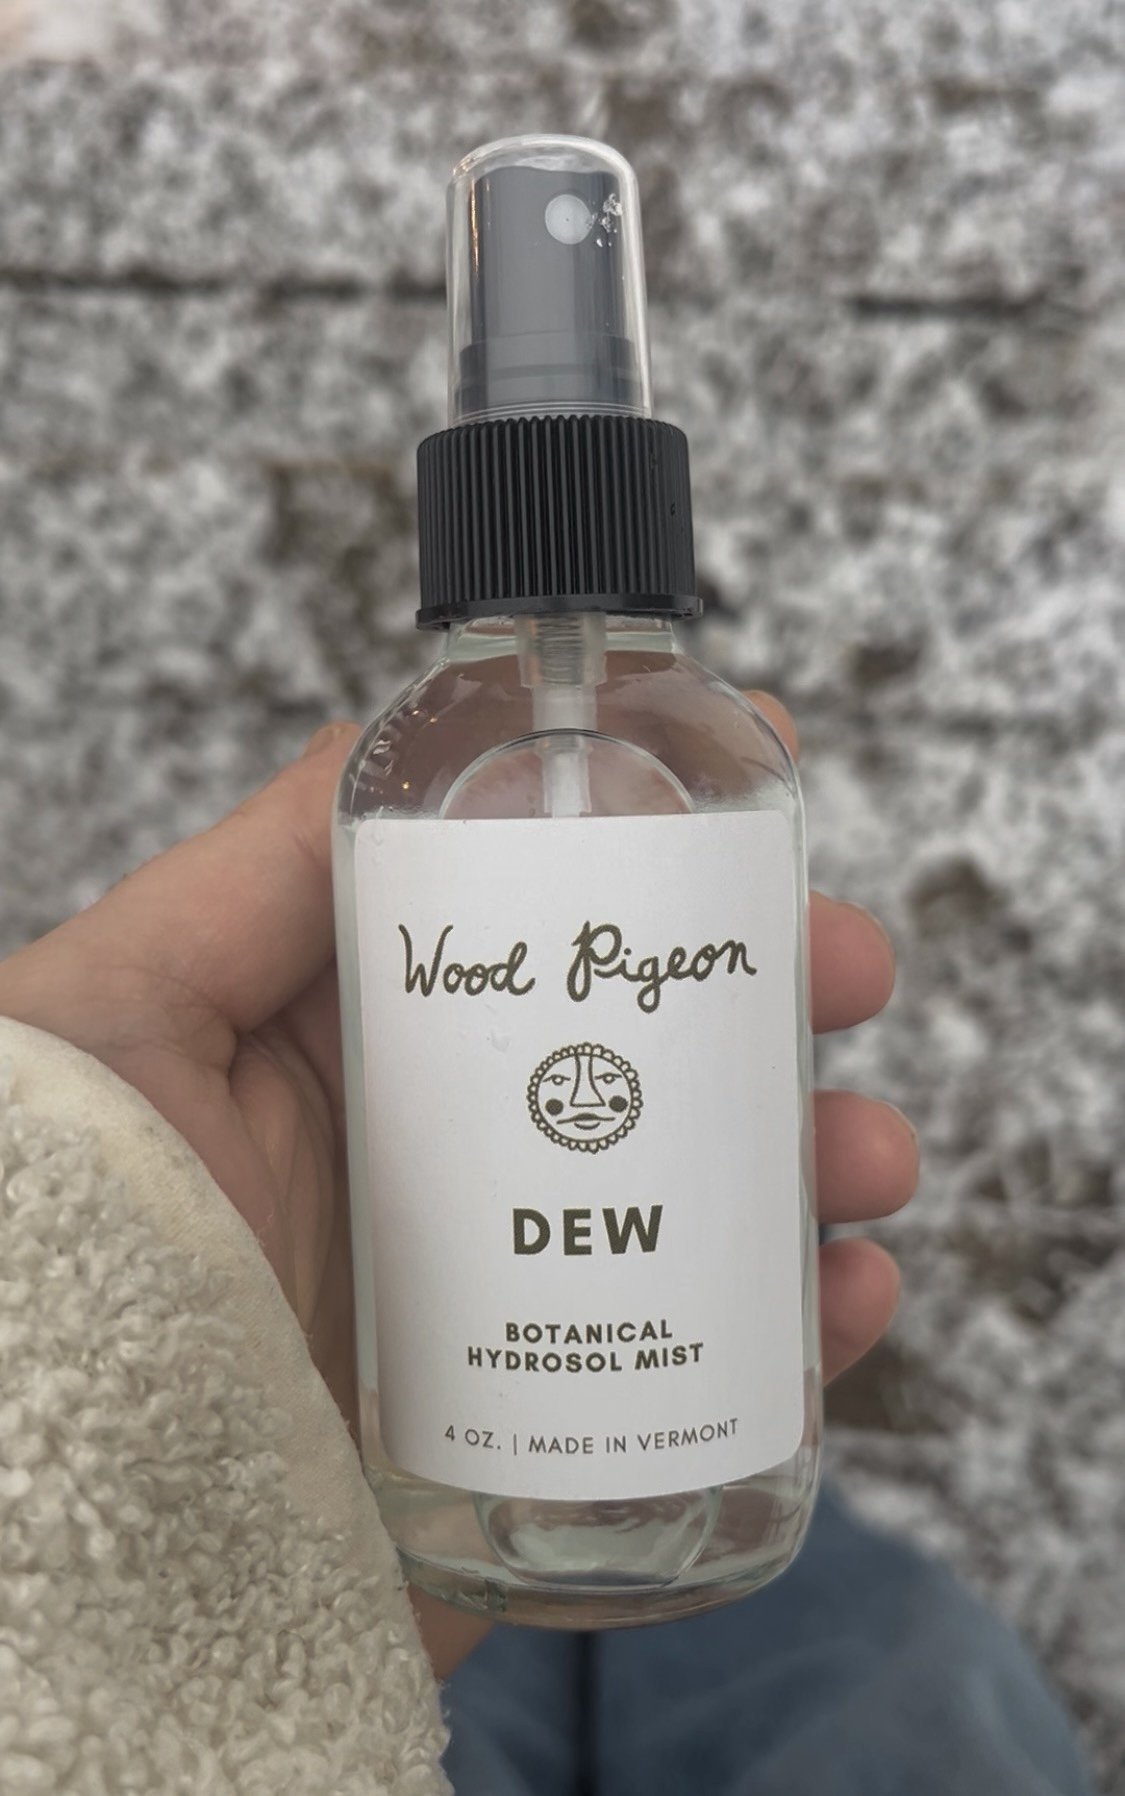 Wood Pigeon
DEW
BOTANICAL
HYDROSOL MIST
4 OZ. | MADE IN VERMONT